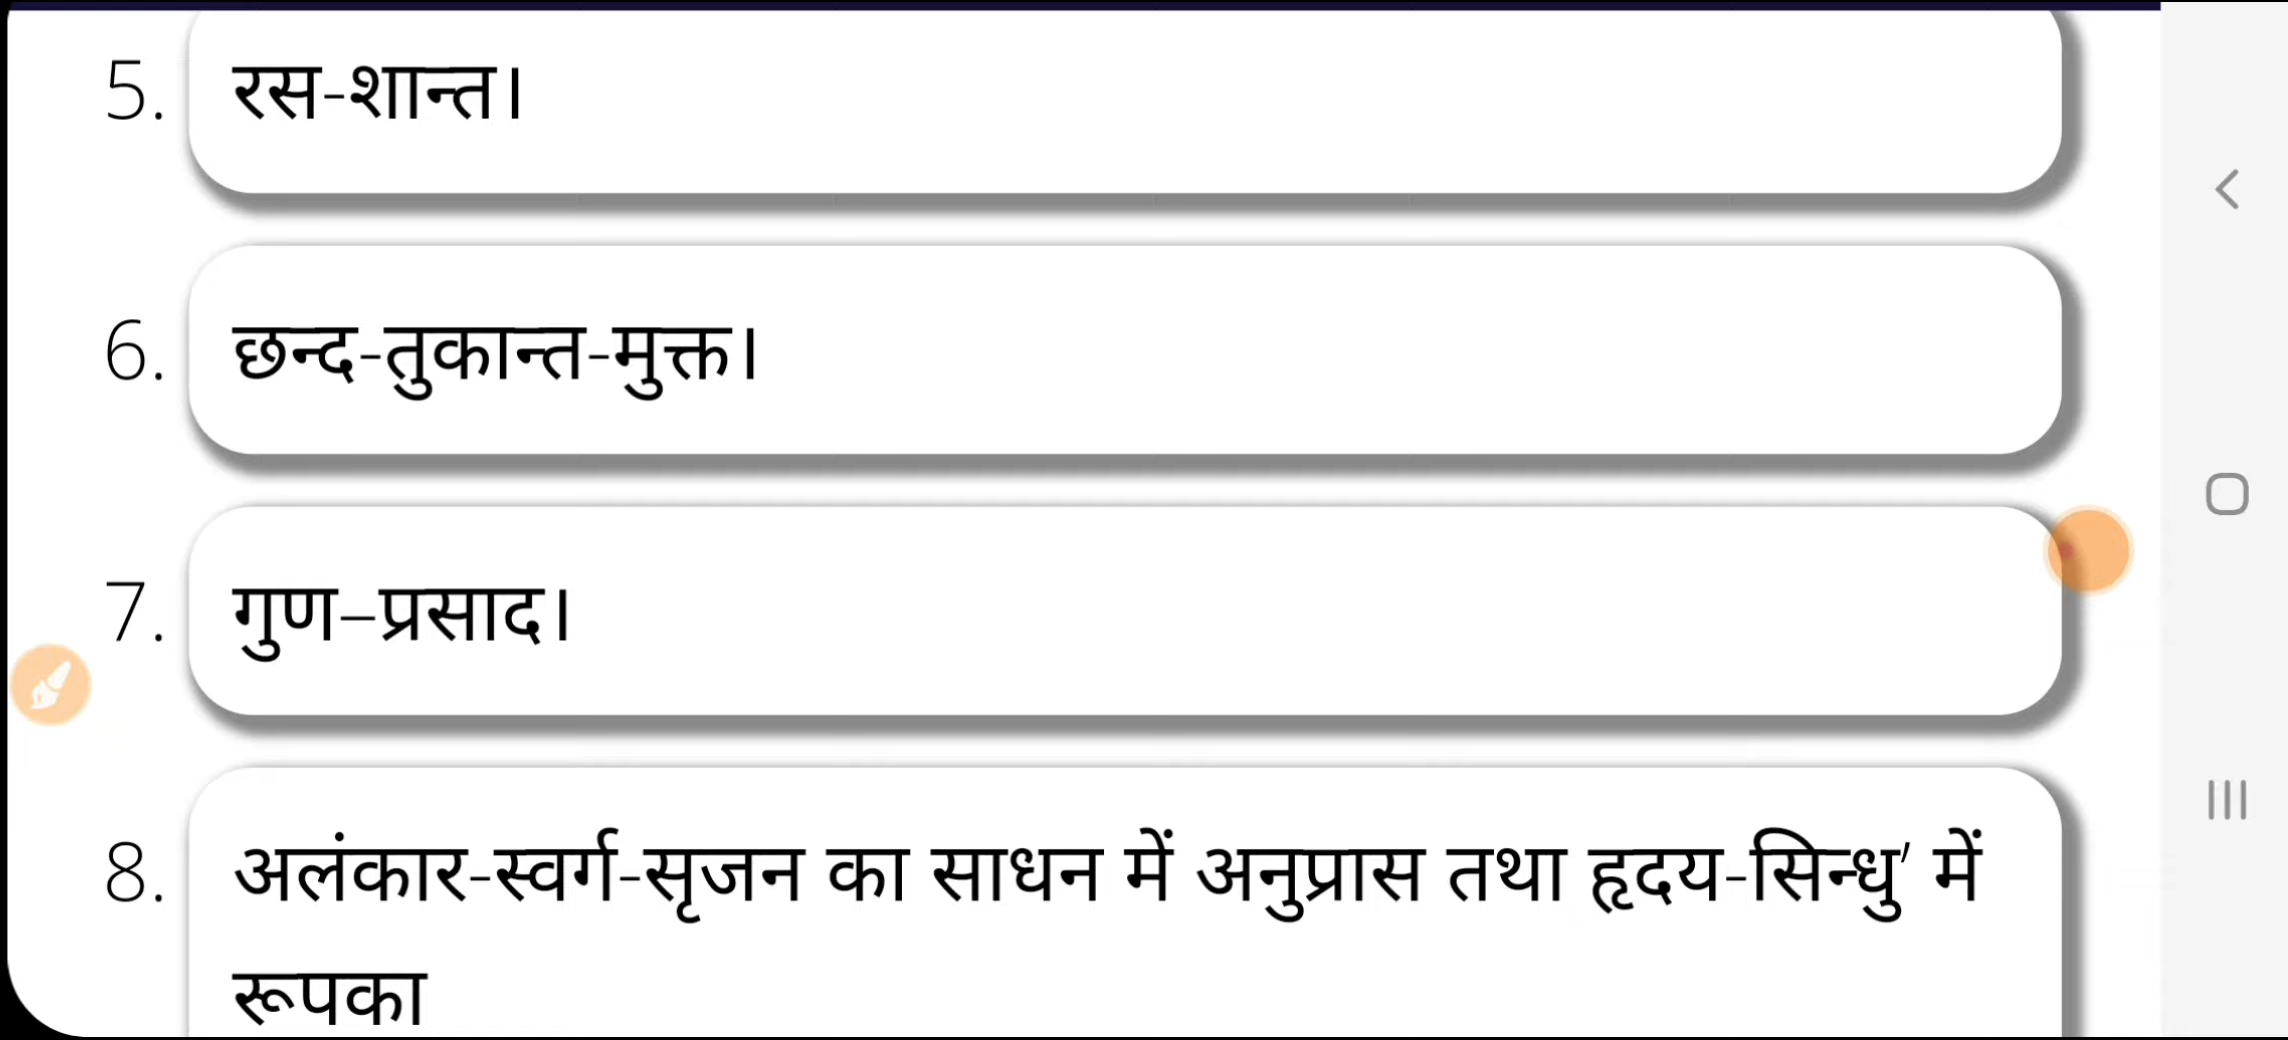 5. रस-शान्त।
6. छन्द-तुकान्त-मुक्त।
7. गुण–प्रसाद।
8. अलंकार-स्वर्ग-सृजन का साधन में अनुप्रास तथा हृदय-सिन्धु’ में
रूपका